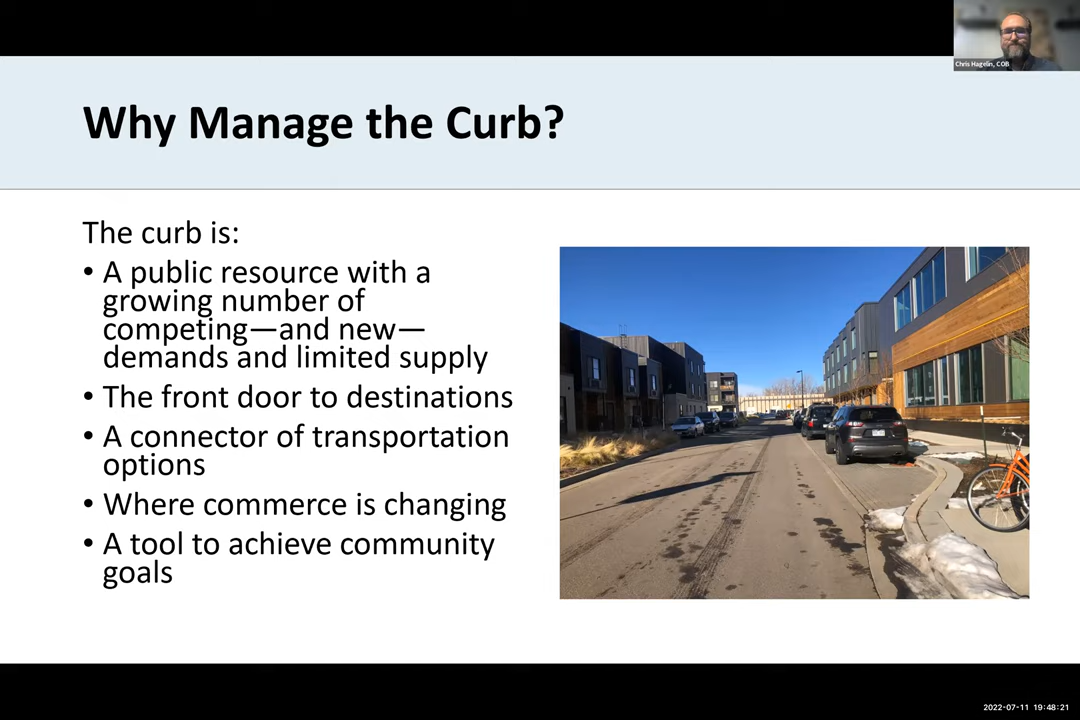 Chris Hagelin, COB
Why Manage the Curb?
The curb is:
• A public resource with a
growing number of
competing—and new—
demands and limited supply
• The front door to destinations
• A connector of transportation
options
• Where commerce is changing
• A tool to achieve community
goals
2022-07-11 19:48:21